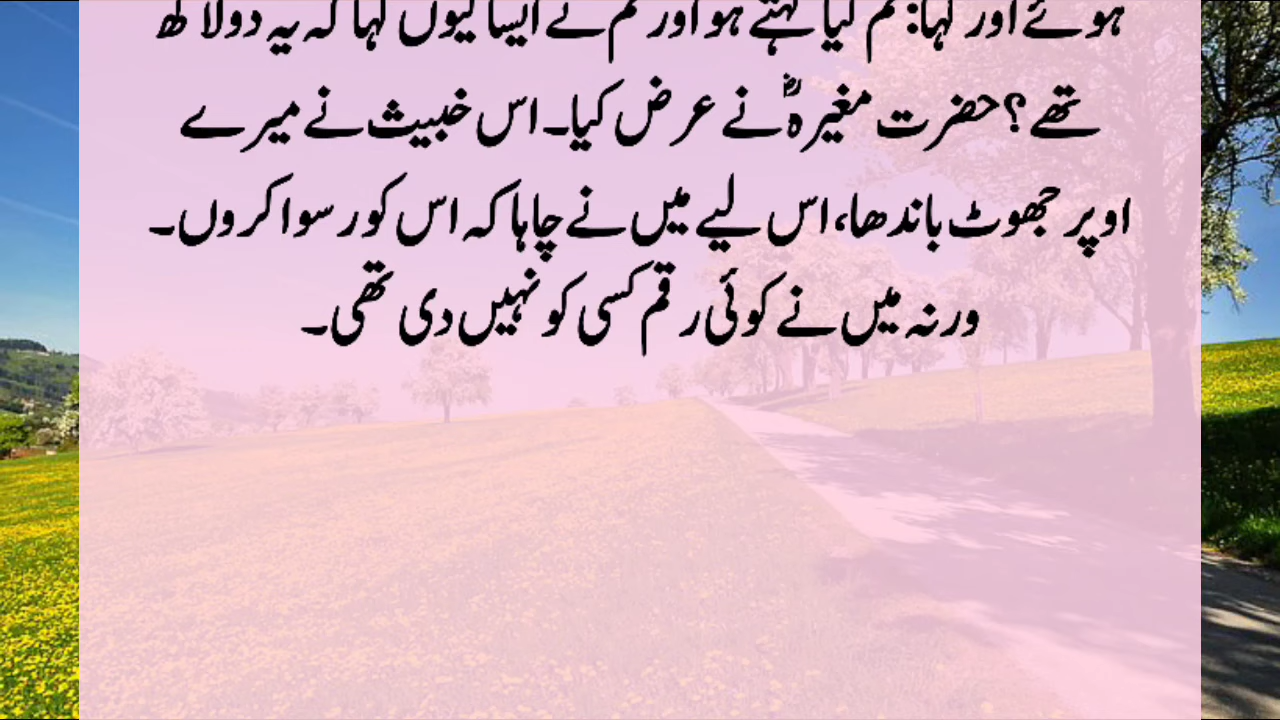 ہوئے اور کہا: تم کیا کہتے ہو اور تم نے ایسا کیوں کہا کہ یہ دو لاکھ
تھے؟ حضرت مغیرہؓ نے عرض کیا۔ اس خبیث نے میرے
اوپر جھوٹ باندھا، اس لیے میں نے چاہا کہ اس کو رسوا کروں۔
ورنہ میں نے کوئی رقم کسی کو نہیں دی تھی۔